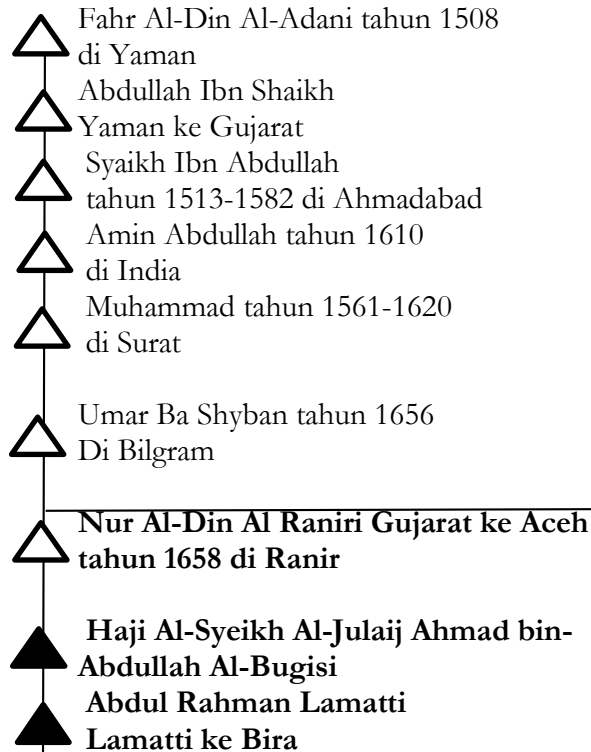 Fahr Al-Din Al-Adani tahun 1508
di Yaman
Abdullah Ibn Shaikh
Yaman ke Gujarat
Syaikh Ibn Abdullah
tahun 1513-1582 di Ahmadabad
Amin Abdullah tahun 1610
di India
Muhammad tahun 1561-1620
di Surat
Umar Ba Shyban tahun 1656
Di Bilgram
Nur Al-Din Al Raniri Gujarat ke Aceh
tahun 1658 di Ranir
Haji Al-Syeikh Al-Julaij Ahmad bin-
Abdullah Al-Bugisi
Abdul Rahman Lamatti
Lamatti ke Bira